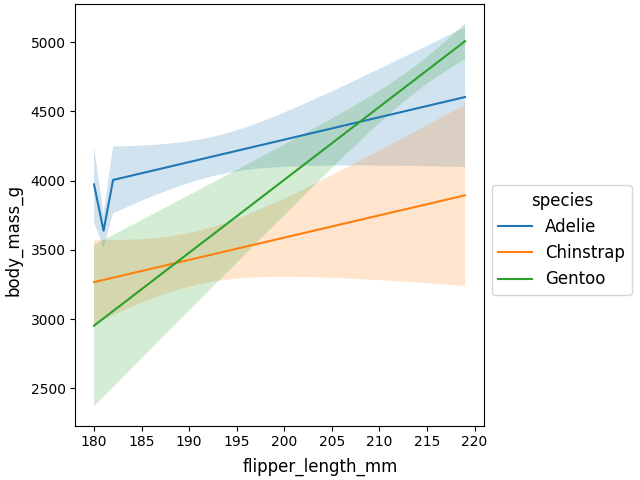 5000
4500
4000
3500
3000
2500
body_mass_g
180 185 190 195 200 205 210 215 220
flipper_length_mm
species
Adelie
Chinstrap
Gentoo